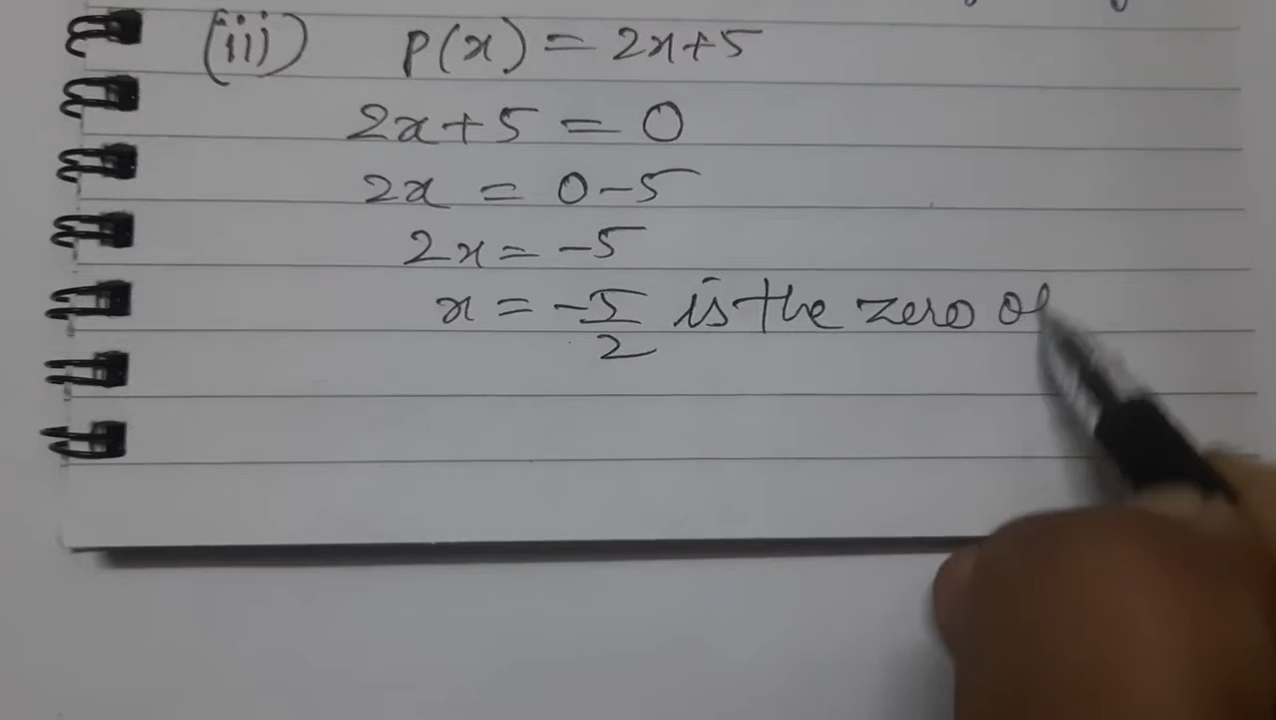 (iii) p(x) = 2x+5
2x+5 = 0
2x = 0-5
2x = -5
x = -5/2 is the zero of